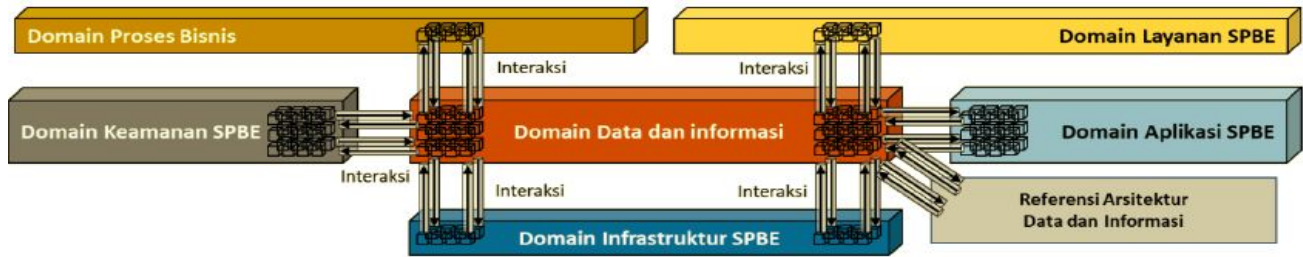 Domain Proses Bisnis
Domain Layanan SPBE
Interaksi
Interaksi
Domain Keamanan SPBE
Domain Data dan informasi
Domain Aplikasi SPBE
Interaksi
Interaksi
Interaksi
Referensi Arsitektur
Data dan Informasi
Domain Infrastruktur SPBE